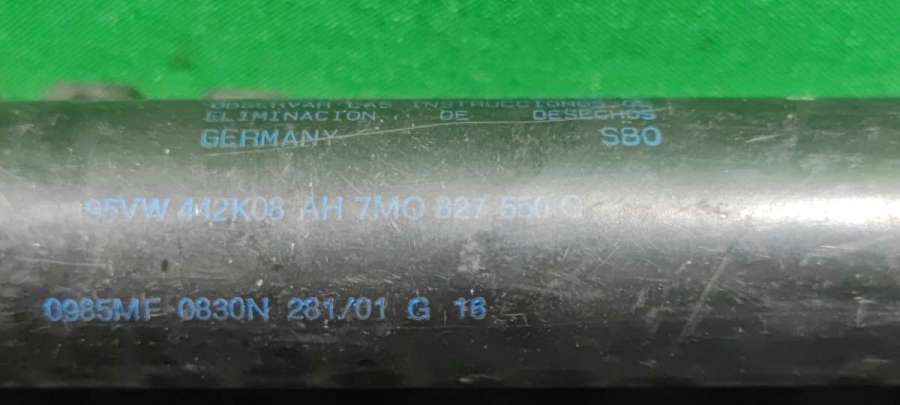 OBSERVAR LAS INSTRUCCIONES DE
ELIMINACION DE DESECHOS
GERMANY SBO
95VW 442K08 AH 7M0 827 550 C
0985MF 0830N 281/01 G 16